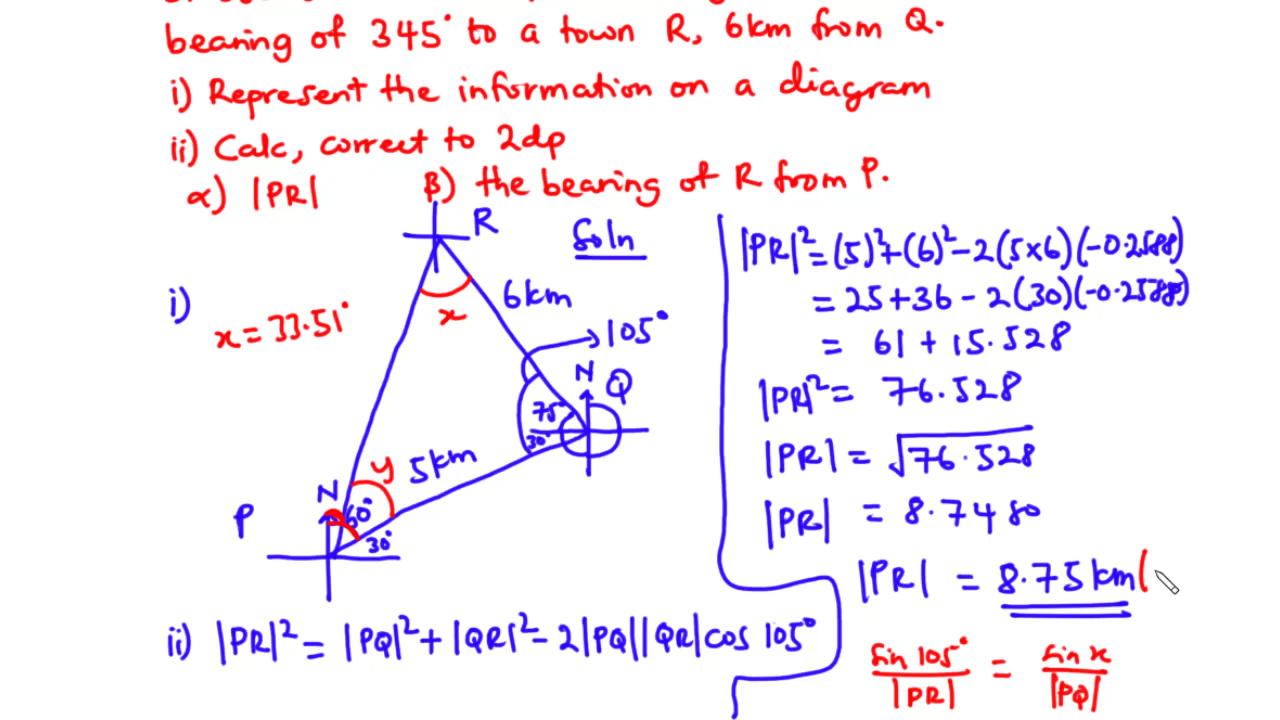 bearing of 345° to a town R, 6km from Q.
i) Represent the information on a diagram
ii) Calc, correct to 2dp
α) |PR| β) the bearing of R from P.
Soln
i)
x = 33.51°
R
6km
x
105°
N
Q
75°
30°
5km
y
N
P
60°
30°
ii) |PR|² = |PQ|² + |QR|² - 2|PQ||QR|cos 105°
|PR|² = (5)² + (6)² - 2(5×6)(-0.2588)
= 25 + 36 - 2(30)(-0.2588)
= 61 + 15.528
|PR|² = 76.528
|PR| = √76.528
|PR| = 8.7480
|PR| = 8.75km(
sin 105°/|PR| = sin x/|PQ|